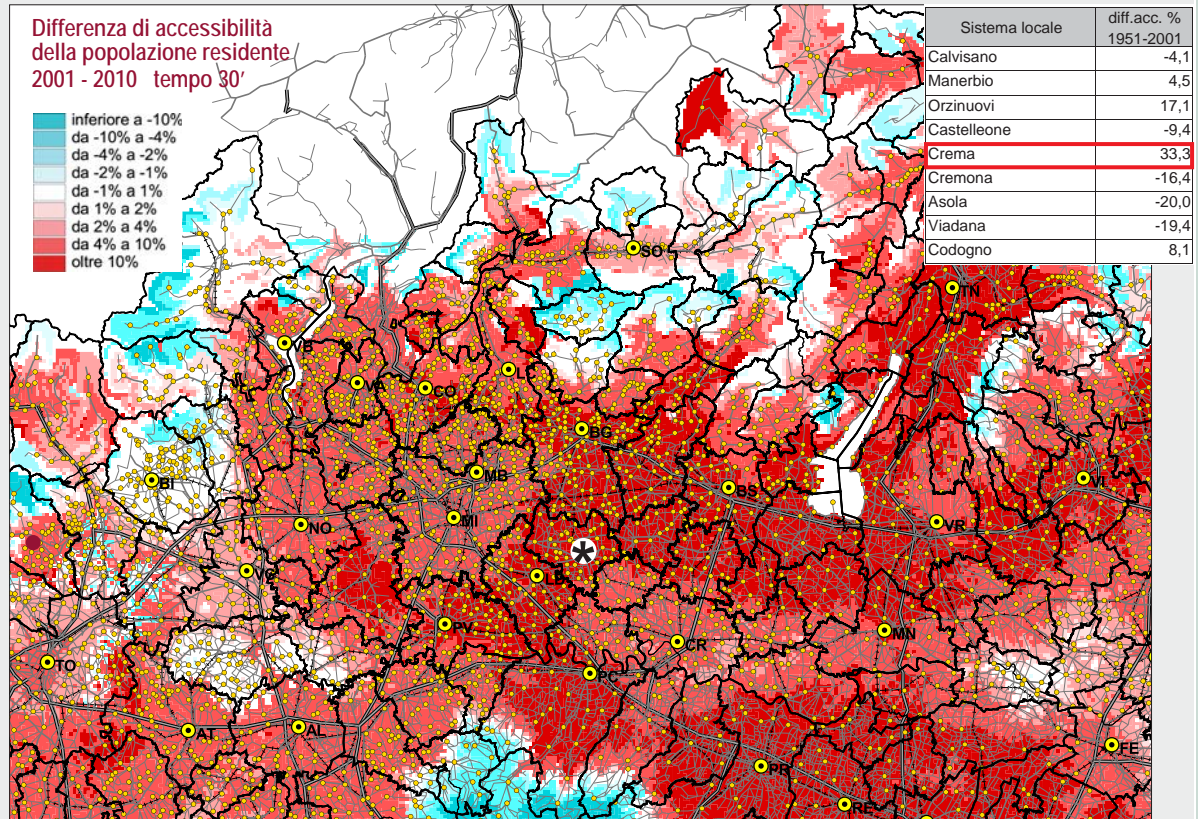 Differenza di accessibilità
della popolazione residente
2001 - 2010 tempo 30'
inferiore a -10%
da -10% a -4%
da -4% a -2%
da -2% a -1%
da -1% a 1%
da 1% a 2%
da 2% a 4%
da 4% a 10%
oltre 10%
Sistema locale diff.acc. % 1951-2001
Calvisano -4,1
Manerbio 4,5
Orzinuovi 17,1
Castelleone -9,4
Crema 33,3
Cremona -16,4
Asola -20,0
Viadana -19,4
Codogno 8,1
SO
TN
VA
CO
BG
BI
MB
BS
VI
NO
MI
VR
*
VC
PV
MN
CR
TO
PC
AT
AL
FE
PR
RE